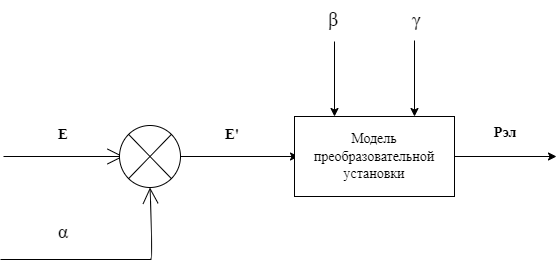 β γ
E E' Рэл
Модель
преобразовательной
установки
α